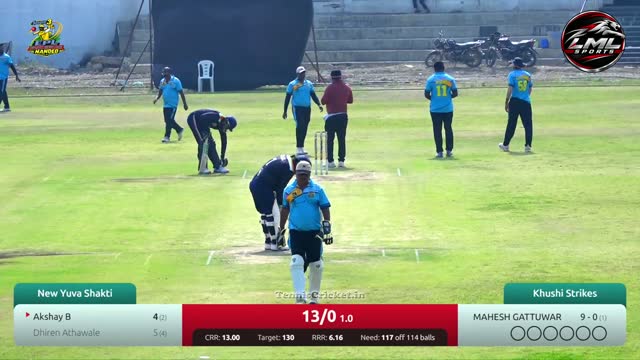 NANDED
LML
SPORTS
11
50
TennisCricket.in
New Yuva Shakti
Khushi Strikes
Akshay B 4 (2)
Dhiren Athawale 5 (4)
13/0 1.0
CRR: 13.00 Target: 130 RRR: 6.16 Need: 117 off 114 balls
MAHESH GATTUWAR 9 - 0 (1)